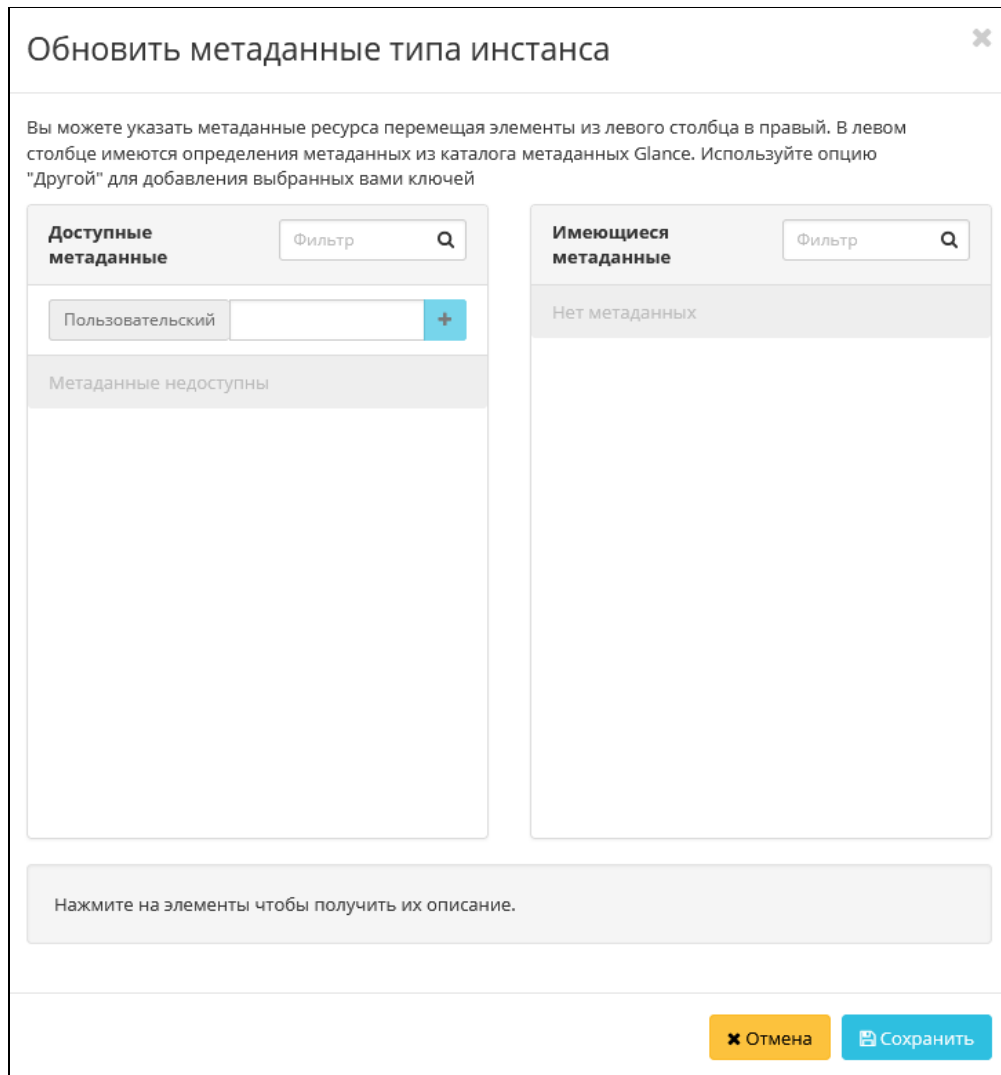 Обновить метаданные типа инстанса
Вы можете указать метаданные ресурса перемещая элементы из левого столбца в правый. В левом
столбце имеются определения метаданных из каталога метаданных Glance. Используйте опцию
"Другой" для добавления выбранных вами ключей
Доступные
метаданные
Фильтр
Пользовательский
Метаданные недоступны
Имеющиеся
метаданные
Фильтр
Нет метаданных
Нажмите на элементы чтобы получить их описание.
Отмена
Сохранить